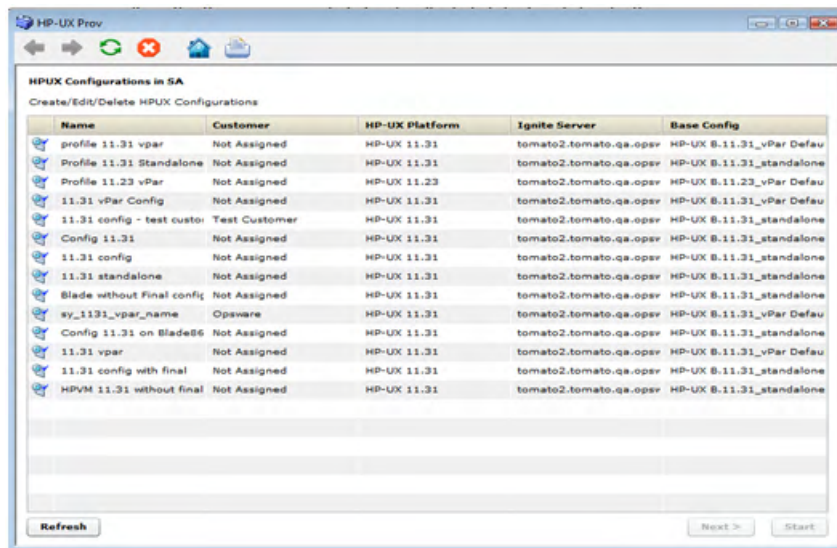 HP-UX Prov
HPUX Configurations in SA
Create/Edit/Delete HPUX Configurations
Name Customer HP-UX Platform Ignite Server Base Config
profile 11.31 vpar Not Assigned HP-UX 11.31 tomato2.tomato.qa.opsv HP-UX B.11.31_vPar Defau
Profile 11.31 Standalone Not Assigned HP-UX 11.31 tomato2.tomato.qa.opsv HP-UX B.11.31_standalone
Profile 11.23 vPar Not Assigned HP-UX 11.23 tomato2.tomato.qa.opsv HP-UX B.11.23_vPar Defau
11.31 vPar Config Not Assigned HP-UX 11.31 tomato2.tomato.qa.opsv HP-UX B.11.31_vPar Defau
11.31 config - test custo Test Customer HP-UX 11.31 tomato2.tomato.qa.opsv HP-UX B.11.31_standalone
Config 11.31 Not Assigned HP-UX 11.31 tomato2.tomato.qa.opsv HP-UX B.11.31_standalone
11.31 config Not Assigned HP-UX 11.31 tomato2.tomato.qa.opsv HP-UX B.11.31_standalone
11.31 standalone Not Assigned HP-UX 11.31 tomato2.tomato.qa.opsv HP-UX B.11.31_standalone
Blade without Final config Not Assigned HP-UX 11.31 tomato2.tomato.qa.opsv HP-UX B.11.31_standalone
sy_1131_vpar_name Opsware HP-UX 11.31 tomato2.tomato.qa.opsv HP-UX B.11.31_vPar Defau
Config 11.31 on Blade86 Not Assigned HP-UX 11.31 tomato2.tomato.qa.opsv HP-UX B.11.31_standalone
11.31 vpar Not Assigned HP-UX 11.31 tomato2.tomato.qa.opsv HP-UX B.11.31_vPar Defau
11.31 config with final Not Assigned HP-UX 11.31 tomato2.tomato.qa.opsv HP-UX B.11.31_standalone
HPVM 11.31 without final Not Assigned HP-UX 11.31 tomato2.tomato.qa.opsv HP-UX B.11.31_standalone
Refresh Next > Start